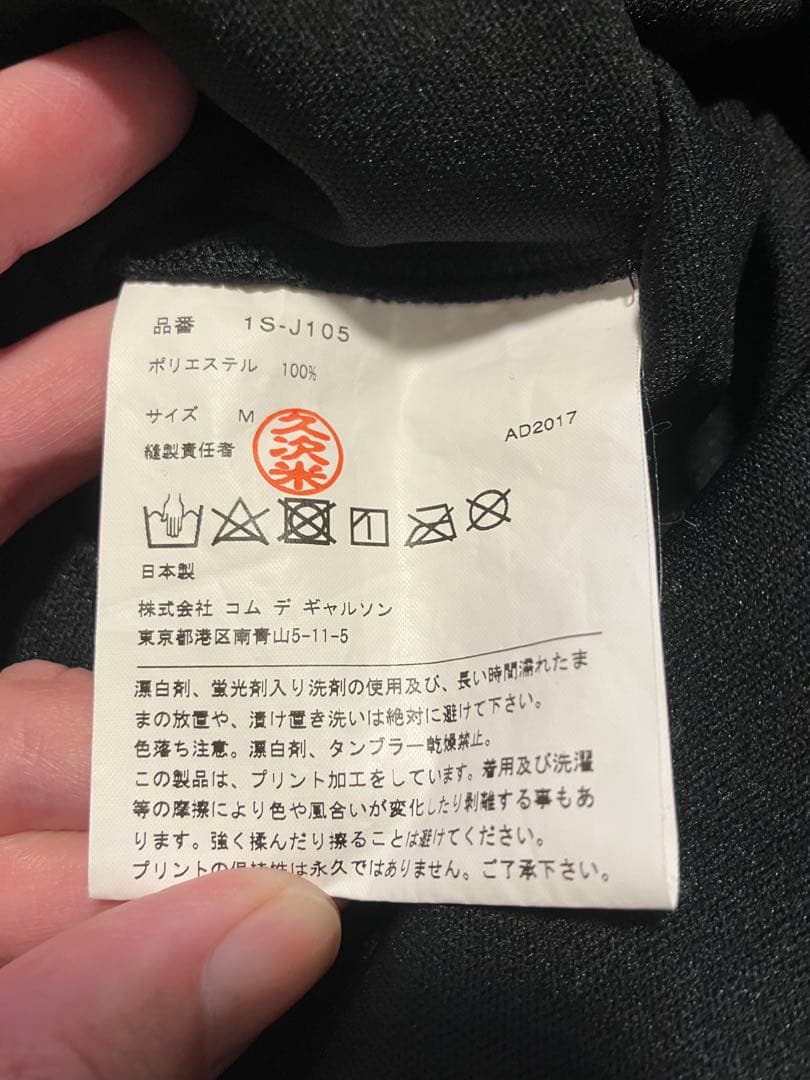 品番 1S-J105
ポリエステル 100%
サイズ M
AD2017
縫製責任者 久次米
日本製
株式会社 コム デ ギャルソン
東京都港区南青山5-11-5
漂白剤、蛍光剤入り洗剤の使用及び、長い時間濡れたま
まの放置や、漬け置き洗いは絶対に避けて下さい。
色落ち注意。漂白剤、タンブラー乾燥禁止。
この製品は、プリント加工をしています。着用及び洗濯
等の摩擦により色や風合いが変化したり剥離する事もあ
ります。強く揉んだり擦ることは避けてください。
プリントの保持性は永久ではありません。ご了承下さい。